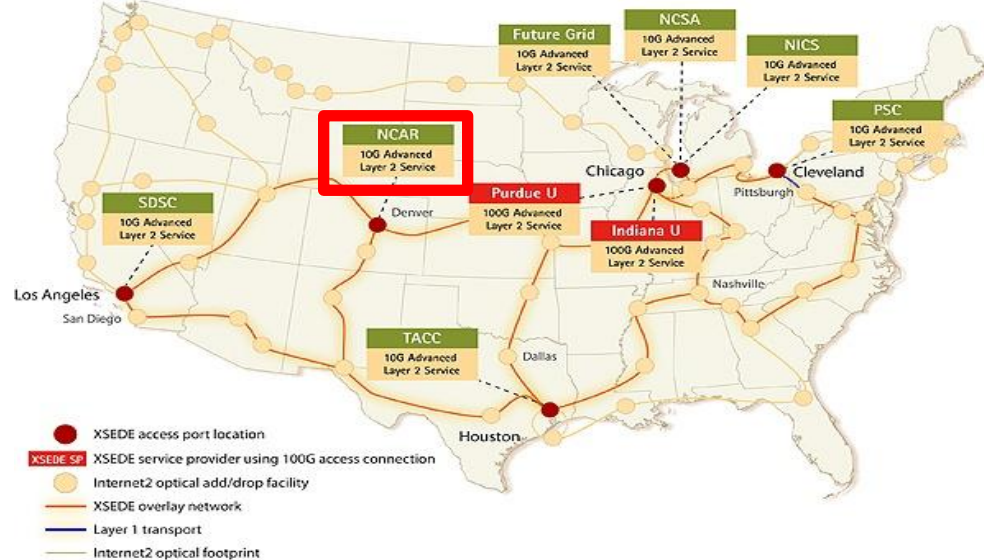 NCSA
10G Advanced
Layer 2 Service
Future Grid
10G Advanced
Layer 2 Service
NICS
10G Advanced
Layer 2 Service
PSC
10G Advanced
Layer 2 Service
NCAR
10G Advanced
Layer 2 Service
Chicago
Cleveland
Pittsburgh
Purdue U
100G Advanced
Layer 2 Service
SDSC
10G Advanced
Layer 2 Service
Denver
Indiana U
100G Advanced
Layer 2 Service
Nashville
Los Angeles
San Diego
TACC
10G Advanced
Layer 2 Service
Dallas
Houston
XSEDE access port location
XSEDE SP XSEDE service provider using 100G access connection
Internet2 optical add/drop facility
XSEDE overlay network
Layer 1 transport
Internet2 optical footprint